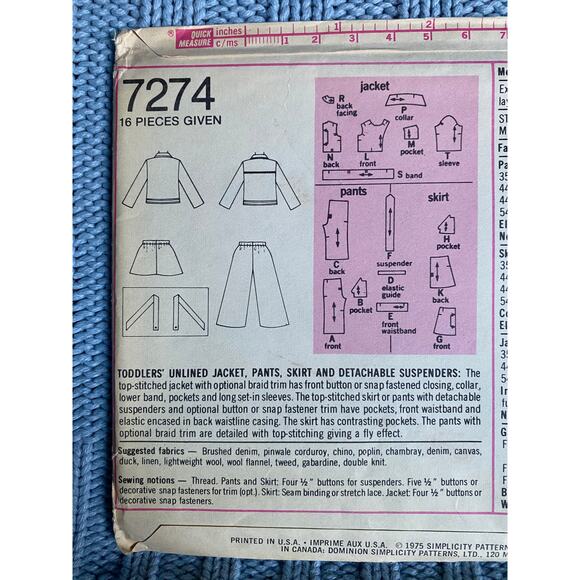 ® QUICK MEASURE inches 1 2
c/ms 1 2 3 4 5 6 7
7274
16 PIECES GIVEN
jacket
R back facing
P collar
N back
L front
M pocket
T sleeve
S band
pants
skirt
C back
F suspender
H pocket
D elastic guide
K back
B pocket
E front waistband
A front
G front
TODDLERS' UNLINED JACKET, PANTS, SKIRT AND DETACHABLE SUSPENDERS: The
top-stitched jacket with optional braid trim has front button or snap fastened closing, collar,
lower band, pockets and long set-in sleeves. The top-stitched skirt or pants with detachable
suspenders and optional button or snap fastener trim have pockets, front waistband and
elastic encased in back waistline casing. The skirt has contrasting pockets. The pants with
optional braid trim are detailed with top-stitching giving a fly effect.
Suggested fabrics — Brushed denim, pinwale corduroy, chino, poplin, chambray, denim, canvas,
duck, linen, lightweight wool, wool flannel, tweed, gabardine, double knit.
Sewing notions — Thread. Pants and Skirt: Four ½" buttons for suspenders. Five ½" buttons or
decorative snap fasteners for trim (opt.). Skirt: Seam binding or stretch lace. Jacket: Four ½" buttons or
decorative snap fasteners.
PRINTED IN U.S.A. • IMPRIME AUX U.S.A. © 1975 SIMPLICITY PATTERN
IN CANADA: DOMINION SIMPLICITY PATTERNS, LTD., 120 M